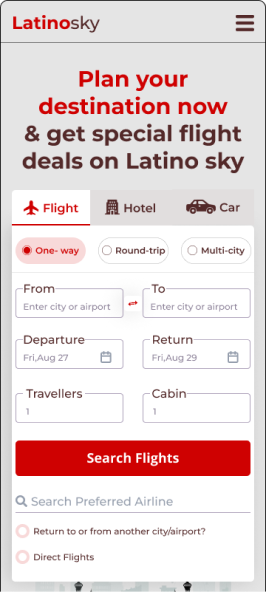 Latinosky
Plan your
destination now
& get special flight
deals on Latino sky
Flight
Hotel
Car
One- way
Round-trip
Multi-city
From
To
Enter city or airport
Enter city or airport
Departure
Return
Fri,Aug 27
Fri,Aug 29
Travellers
Cabin
1
1
Search Flights
Search Preferred Airline
Return to or from another city/airport?
Direct Flights